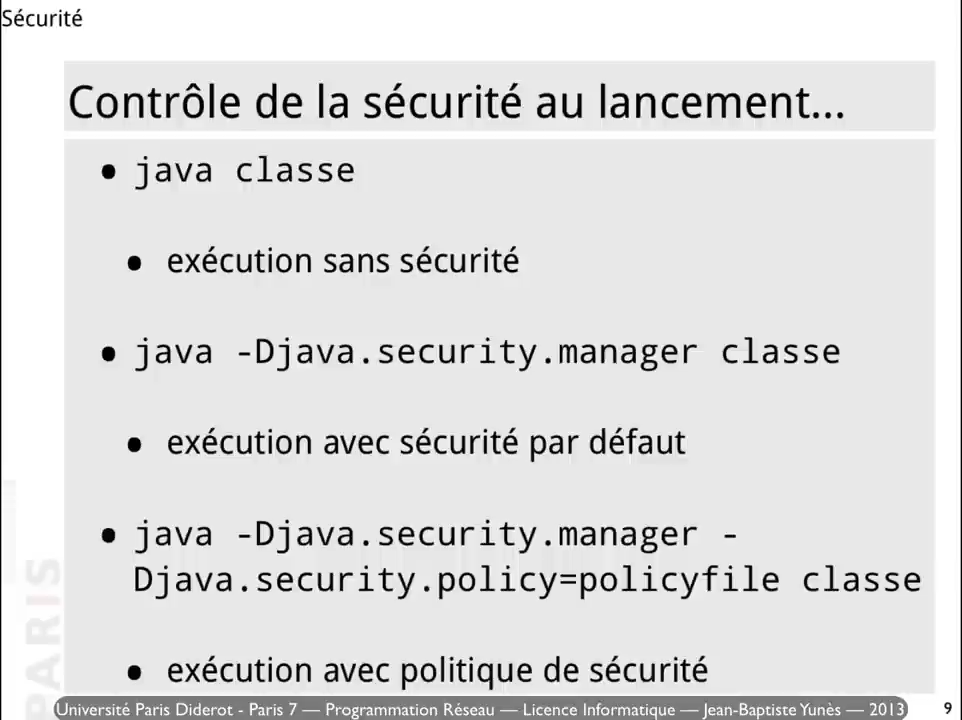 Sécurité
Contrôle de la sécurité au lancement...
• java classe
• exécution sans sécurité
• java -Djava.security.manager classe
• exécution avec sécurité par défaut
• java -Djava.security.manager -
Djava.security.policy=policyfile classe
• exécution avec politique de sécurité
PARIS
Université Paris Diderot - Paris 7 — Programmation Réseau — Licence Informatique — Jean-Baptiste Yunès — 2013
9